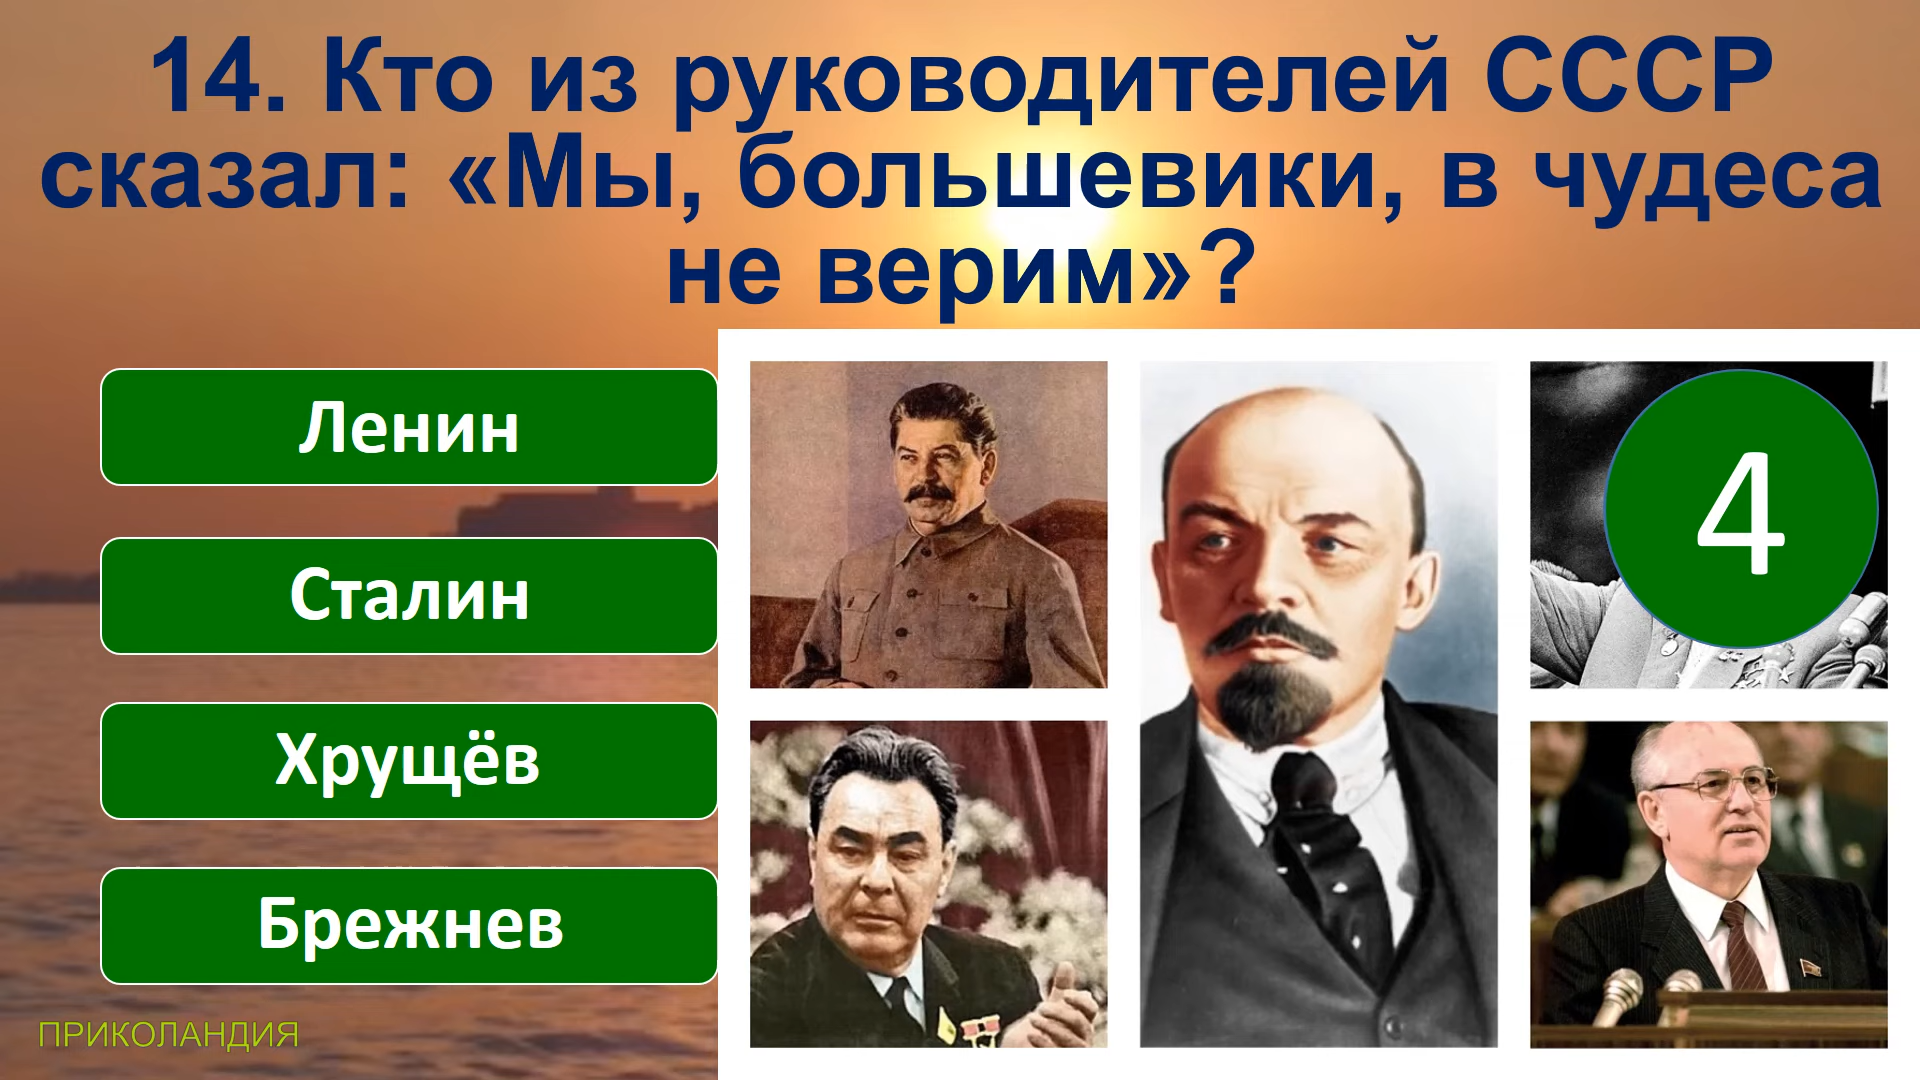 14. Кто из руководителей СССР
сказал: «Мы, большевики, в чудеса
не верим»?
Ленин
Сталин
Хрущёв
Брежнев
4
ПРИКОЛАНДИЯ